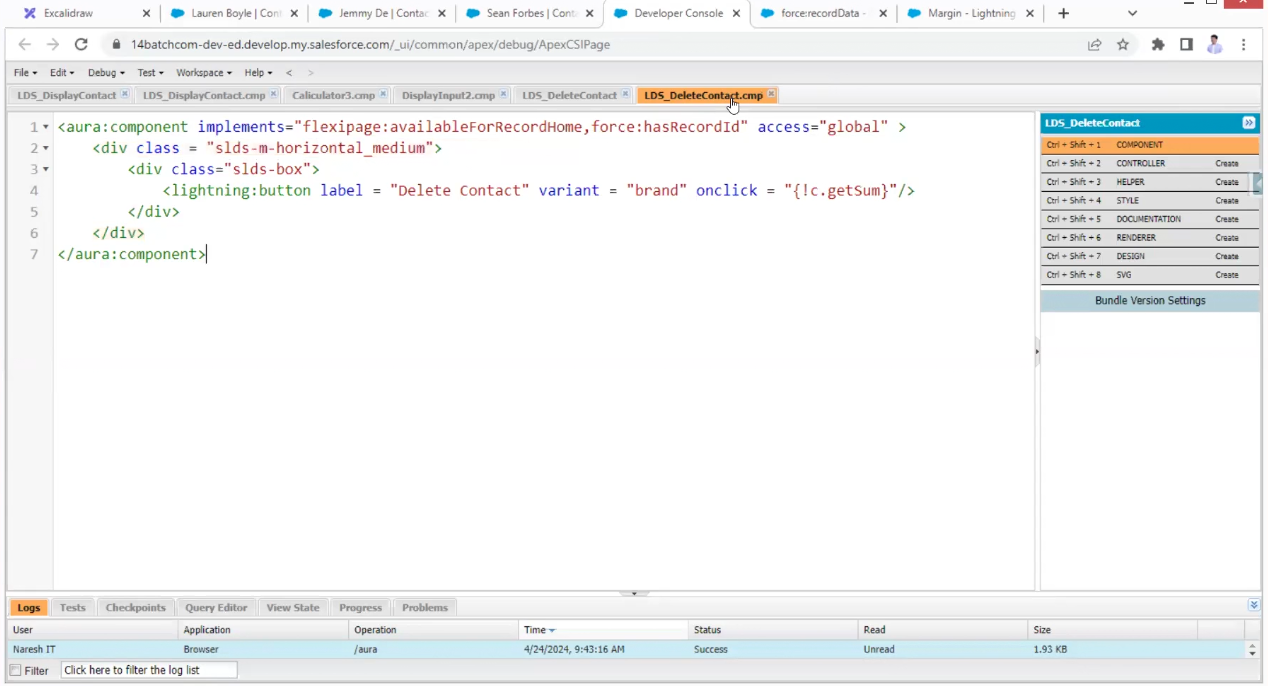 Excalidraw
Lauren Boyle | Con
Jemmy De | Contac
Sean Forbes | Cont
Developer Console
force:recordData -
Margin - Lightning
14batchcom-dev-ed.develop.my.salesforce.com/_ui/common/apex/debug/ApexCSIPage
File Edit Debug Test Workspace Help < >
LDS_DisplayContact LDS_DisplayContact.cmp Caliculator3.cmp DisplayInput2.cmp LDS_DeleteContact LDS_DeleteContact.cmp
1 <aura:component implements="flexipage:availableForRecordHome,force:hasRecordId" access="global" >
2 <div class = "slds-m-horizontal_medium">
3 <div class="slds-box">
4 <lightning:button label = "Delete Contact" variant = "brand" onclick = "{!c.getSum}"/>
5 </div>
6 </div>
7 </aura:component>
LDS_DeleteContact
Ctrl + Shift + 1 COMPONENT
Ctrl + Shift + 2 CONTROLLER Create
Ctrl + Shift + 3 HELPER Create
Ctrl + Shift + 4 STYLE Create
Ctrl + Shift + 5 DOCUMENTATION Create
Ctrl + Shift + 6 RENDERER Create
Ctrl + Shift + 7 DESIGN Create
Ctrl + Shift + 8 SVG Create
Bundle Version Settings
Logs Tests Checkpoints Query Editor View State Progress Problems
User Application Operation Time Status Read Size
Naresh IT Browser /aura 4/24/2024, 9:43:16 AM Success Unread 1.93 KB
Filter Click here to filter the log list